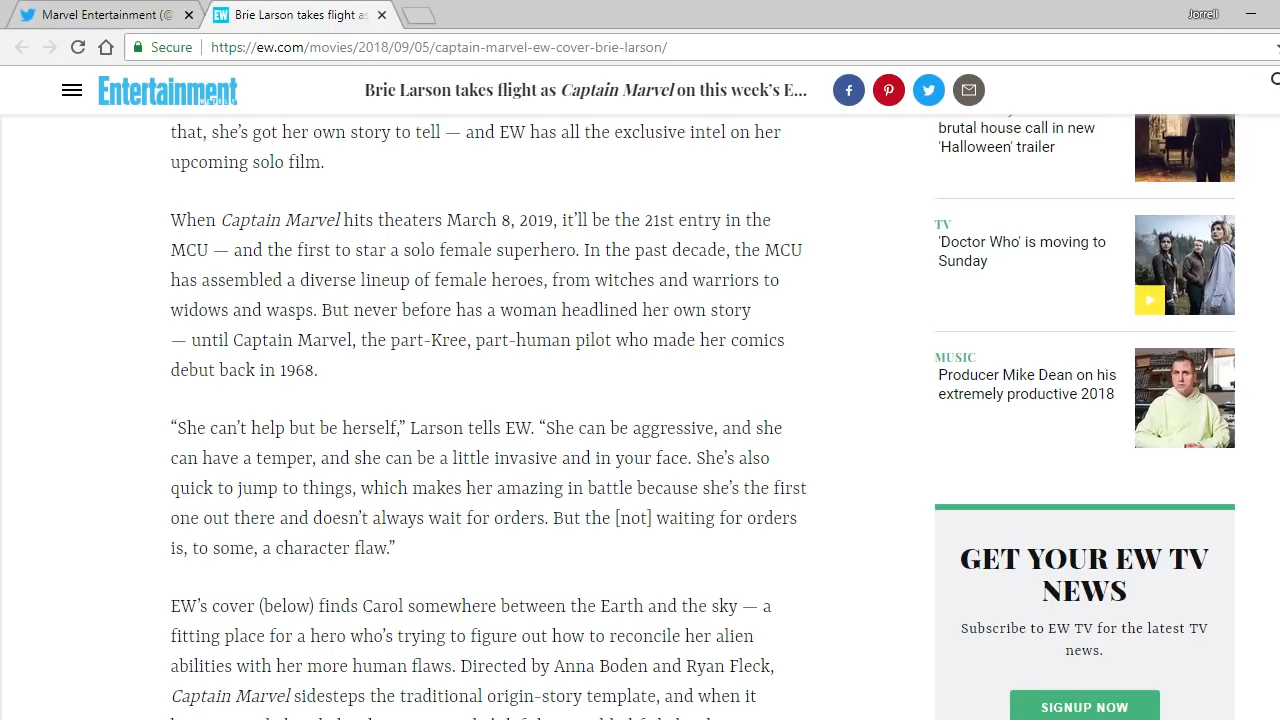 Marvel Entertainment (@
Brie Larson takes flight as
Jorrell
Secure
https://ew.com/movies/2018/09/05/captain-marvel-ew-cover-brie-larson/
Entertainment
Brie Larson takes flight as Captain Marvel on this week’s E...
that, she’s got her own story to tell — and EW has all the exclusive intel on her
upcoming solo film.
When Captain Marvel hits theaters March 8, 2019, it’ll be the 21st entry in the
MCU — and the first to star a solo female superhero. In the past decade, the MCU
has assembled a diverse lineup of female heroes, from witches and warriors to
widows and wasps. But never before has a woman headlined her own story
— until Captain Marvel, the part-Kree, part-human pilot who made her comics
debut back in 1968.
“She can’t help but be herself,” Larson tells EW. “She can be aggressive, and she
can have a temper, and she can be a little invasive and in your face. She’s also
quick to jump to things, which makes her amazing in battle because she’s the first
one out there and doesn’t always wait for orders. But the [not] waiting for orders
is, to some, a character flaw.”
EW’s cover (below) finds Carol somewhere between the Earth and the sky — a
fitting place for a hero who’s trying to figure out how to reconcile her alien
abilities with her more human flaws. Directed by Anna Boden and Ryan Fleck,
Captain Marvel sidesteps the traditional origin-story template, and when it
brutal house call in new
'Halloween' trailer
TV
'Doctor Who' is moving to
Sunday
MUSIC
Producer Mike Dean on his
extremely productive 2018
GET YOUR EW TV
NEWS
Subscribe to EW TV for the latest TV
news.
SIGNUP NOW